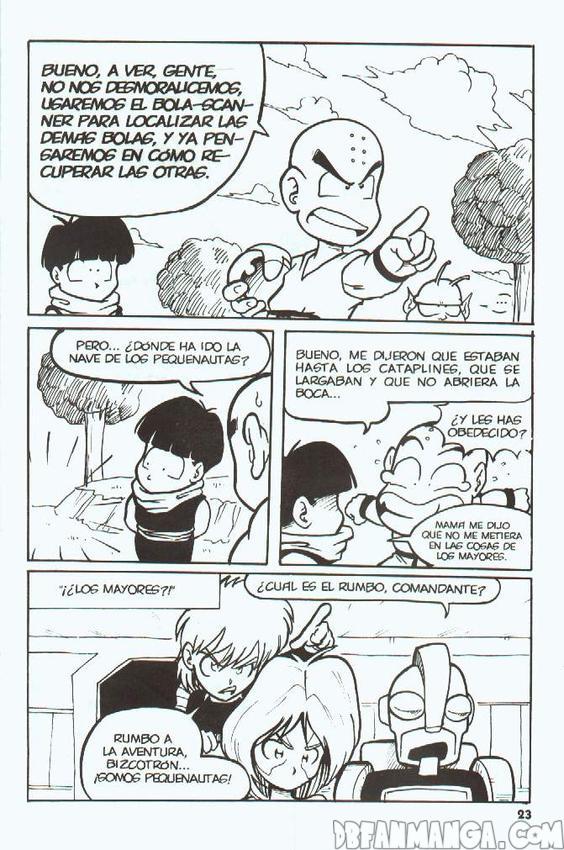 BUENO, A VER, GENTE,
NO NOS DESMORALICEMOS,
USAREMOS EL BOLA-SCAN-
NER PARA LOCALIZAR LAS
DEMÁS BOLAS, Y YA PEN-
SAREMOS EN CÓMO RE-
CUPERAR LAS OTRAS.
PERO... ¿DÓNDE HA IDO LA
NAVE DE LOS PEQUENAUTAS?
BUENO, ME DIJERON QUE ESTABAN
HASTA LOS CATAPLINES, QUE SE
LARGABAN Y QUE NO ABRIERA LA
BOCA...
¿Y LES HAS
OBEDECIDO?
MAMÁ ME DIJO
QUE NO ME METIERA
EN LAS COSAS DE
LOS MAYORES.
"¡¿LOS MAYORES?!"
¿CUÁL ES EL RUMBO, COMANDANTE?
RUMBO A
LA AVENTURA,
BIZCOTRÓN...
¡SOMOS PEQUENAUTAS!
23
DBFANMANGA.COM